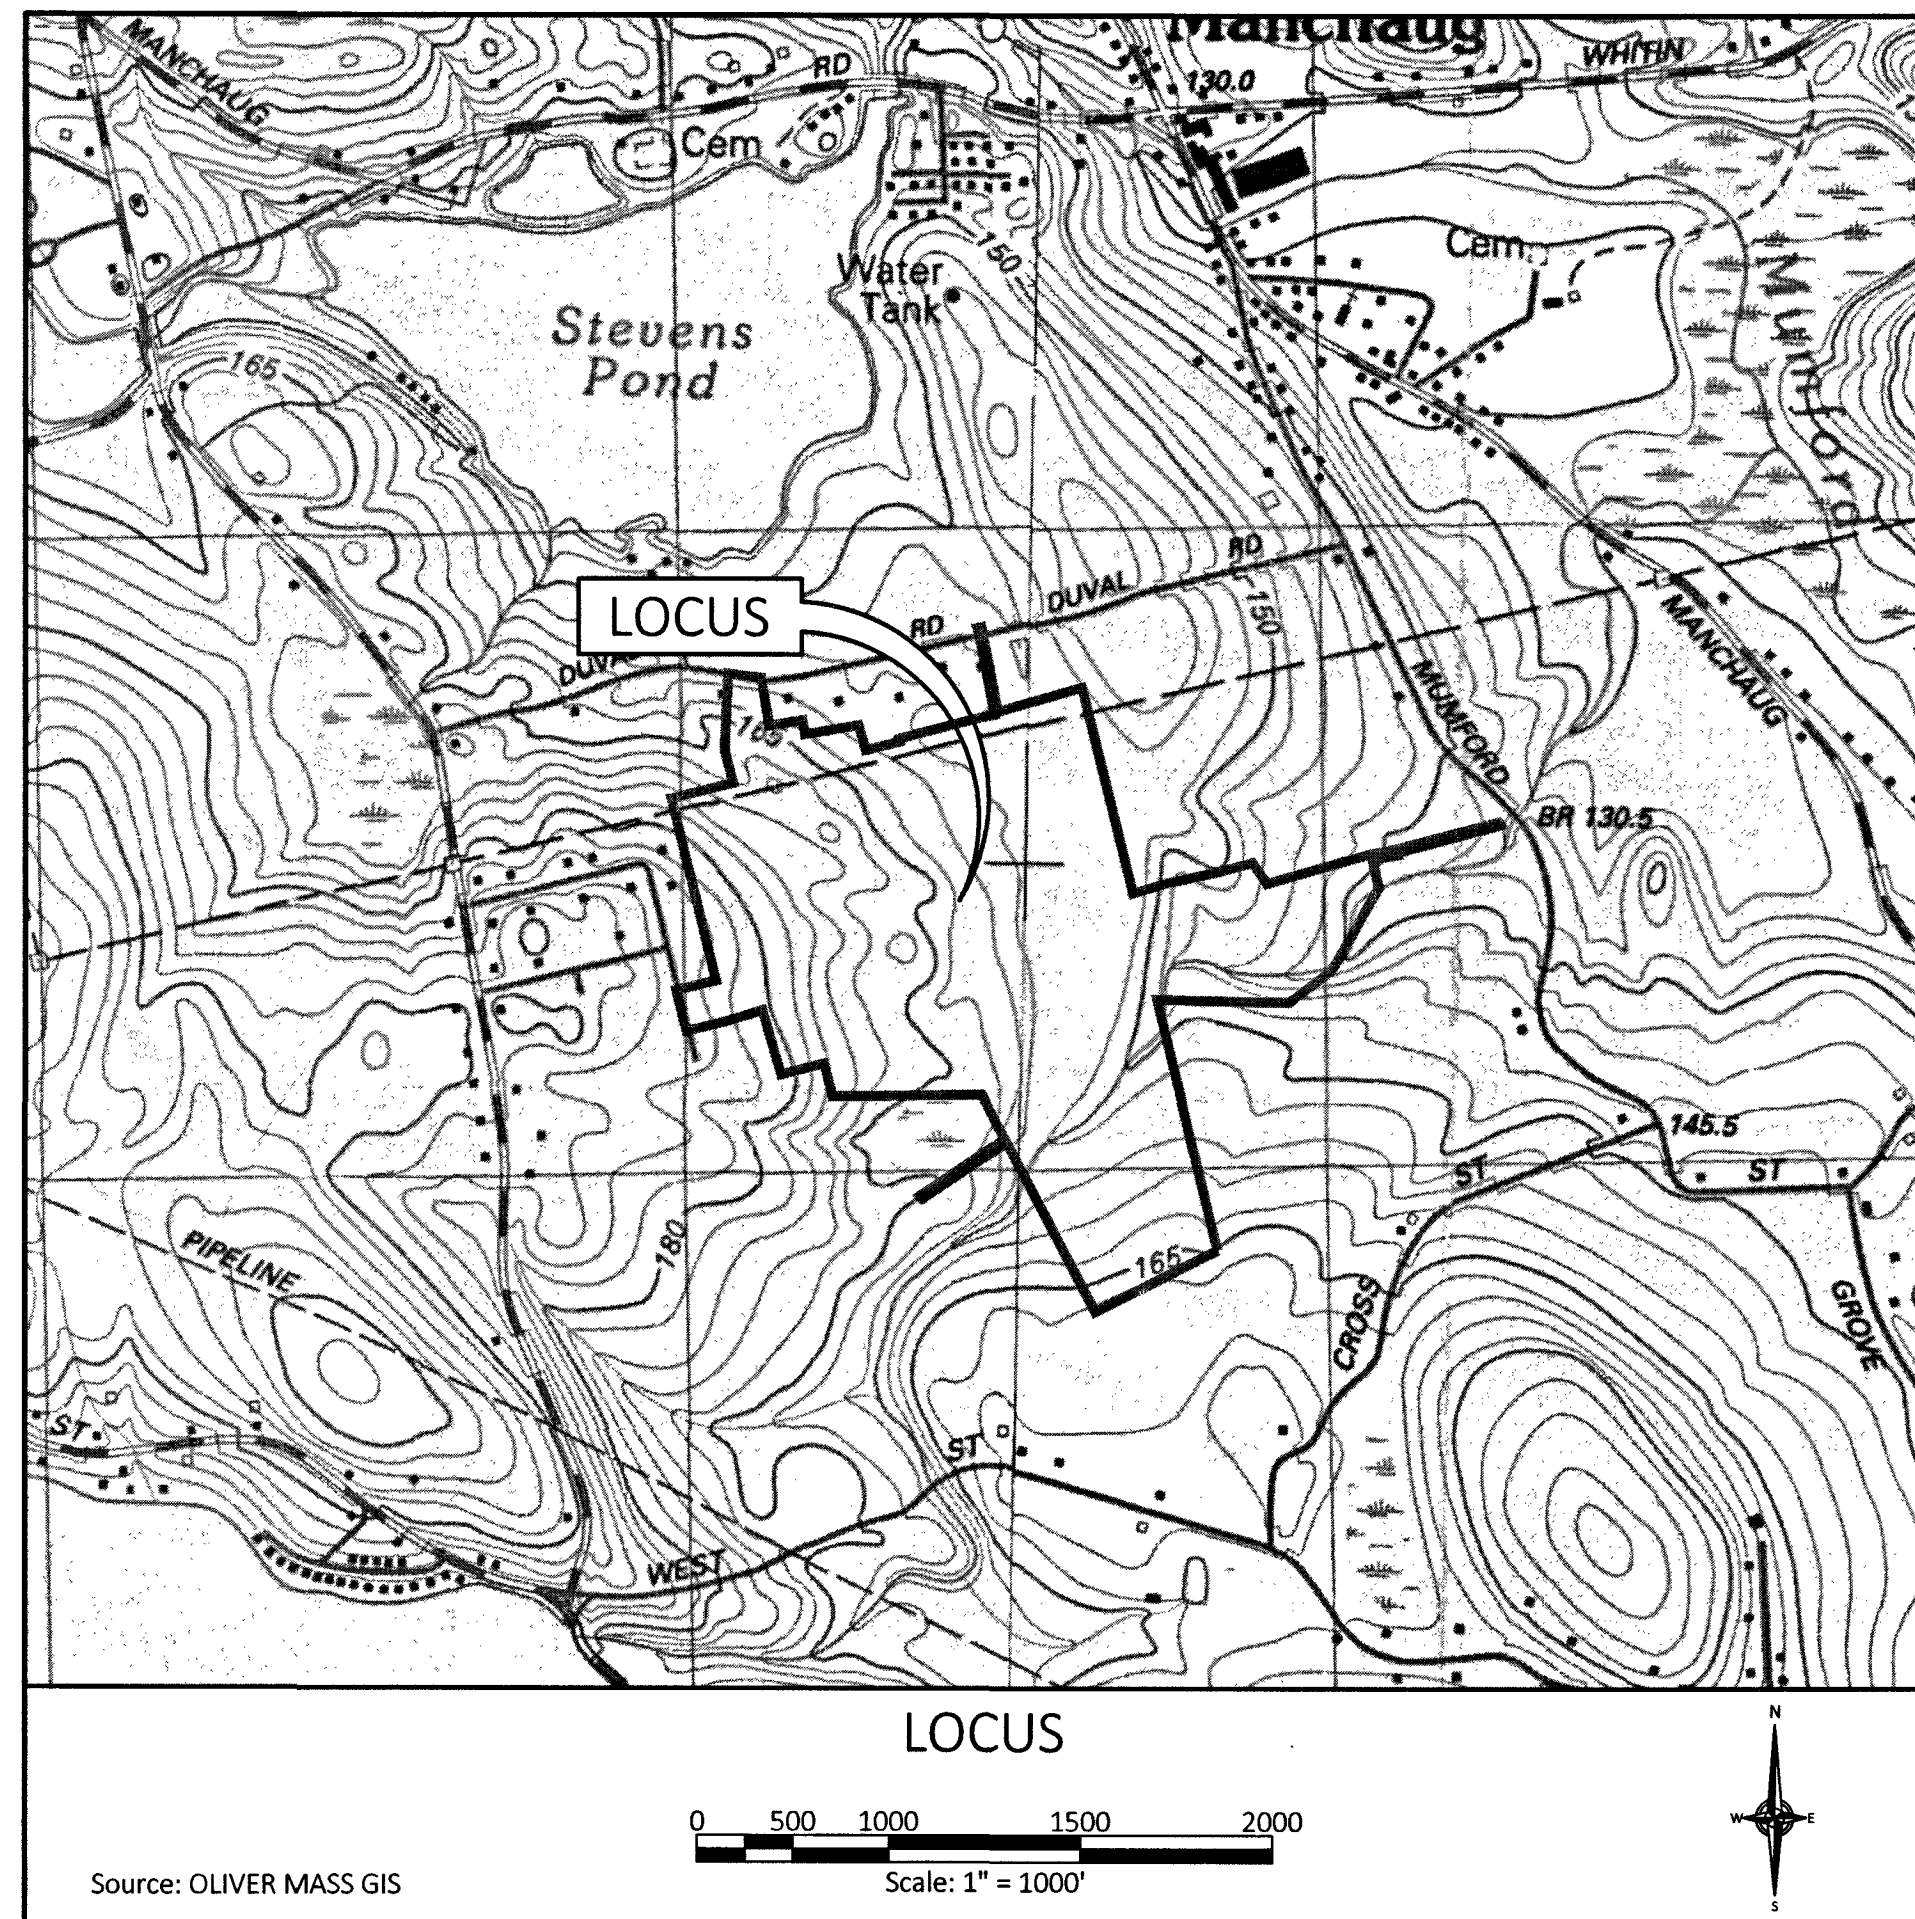 Manchaug
MANCHAUG
RD
WHITIN
130.0
Cem
Cem
150
Water
Tank
Stevens
Pond
Mumford
165
RD
DUVAL
150
LOCUS
RD
MANCHAUG
MUMFORD
BR 130.5
145.5
ST
ST
180
PIPELINE
165
CROSS
GROVE
ST
ST
WEST
LOCUS
N
W E
S
0 500 1000 1500 2000
Scale: 1" = 1000'
Source: OLIVER MASS GIS